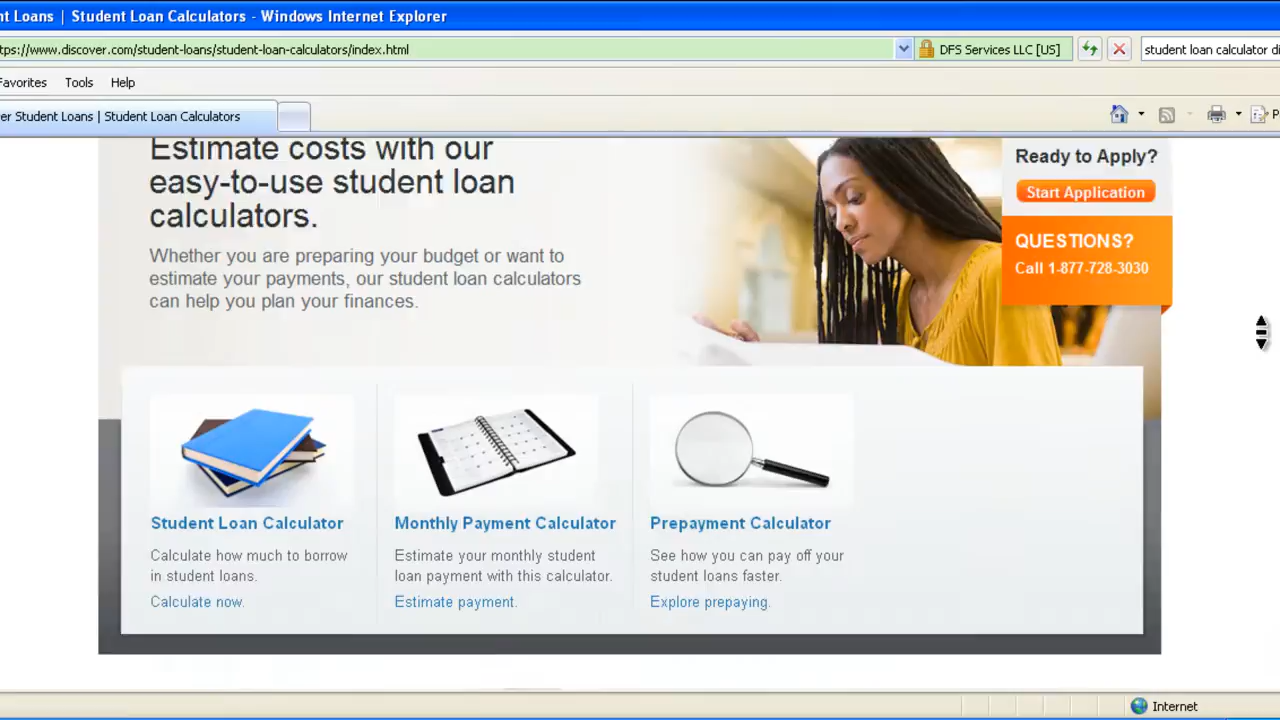 nt Loans | Student Loan Calculators - Windows Internet Explorer
tps://www.discover.com/student-loans/student-loan-calculators/index.html
DFS Services LLC [US]
student loan calculator di
Favorites Tools Help
er Student Loans | Student Loan Calculators
P
Estimate costs with our
easy-to-use student loan
calculators.
Whether you are preparing your budget or want to
estimate your payments, our student loan calculators
can help you plan your finances.
Ready to Apply?
Start Application
QUESTIONS?
Call 1-877-728-3030
Student Loan Calculator
Calculate how much to borrow
in student loans.
Calculate now.
Monthly Payment Calculator
Estimate your monthly student
loan payment with this calculator.
Estimate payment.
Prepayment Calculator
See how you can pay off your
student loans faster.
Explore prepaying.
Internet